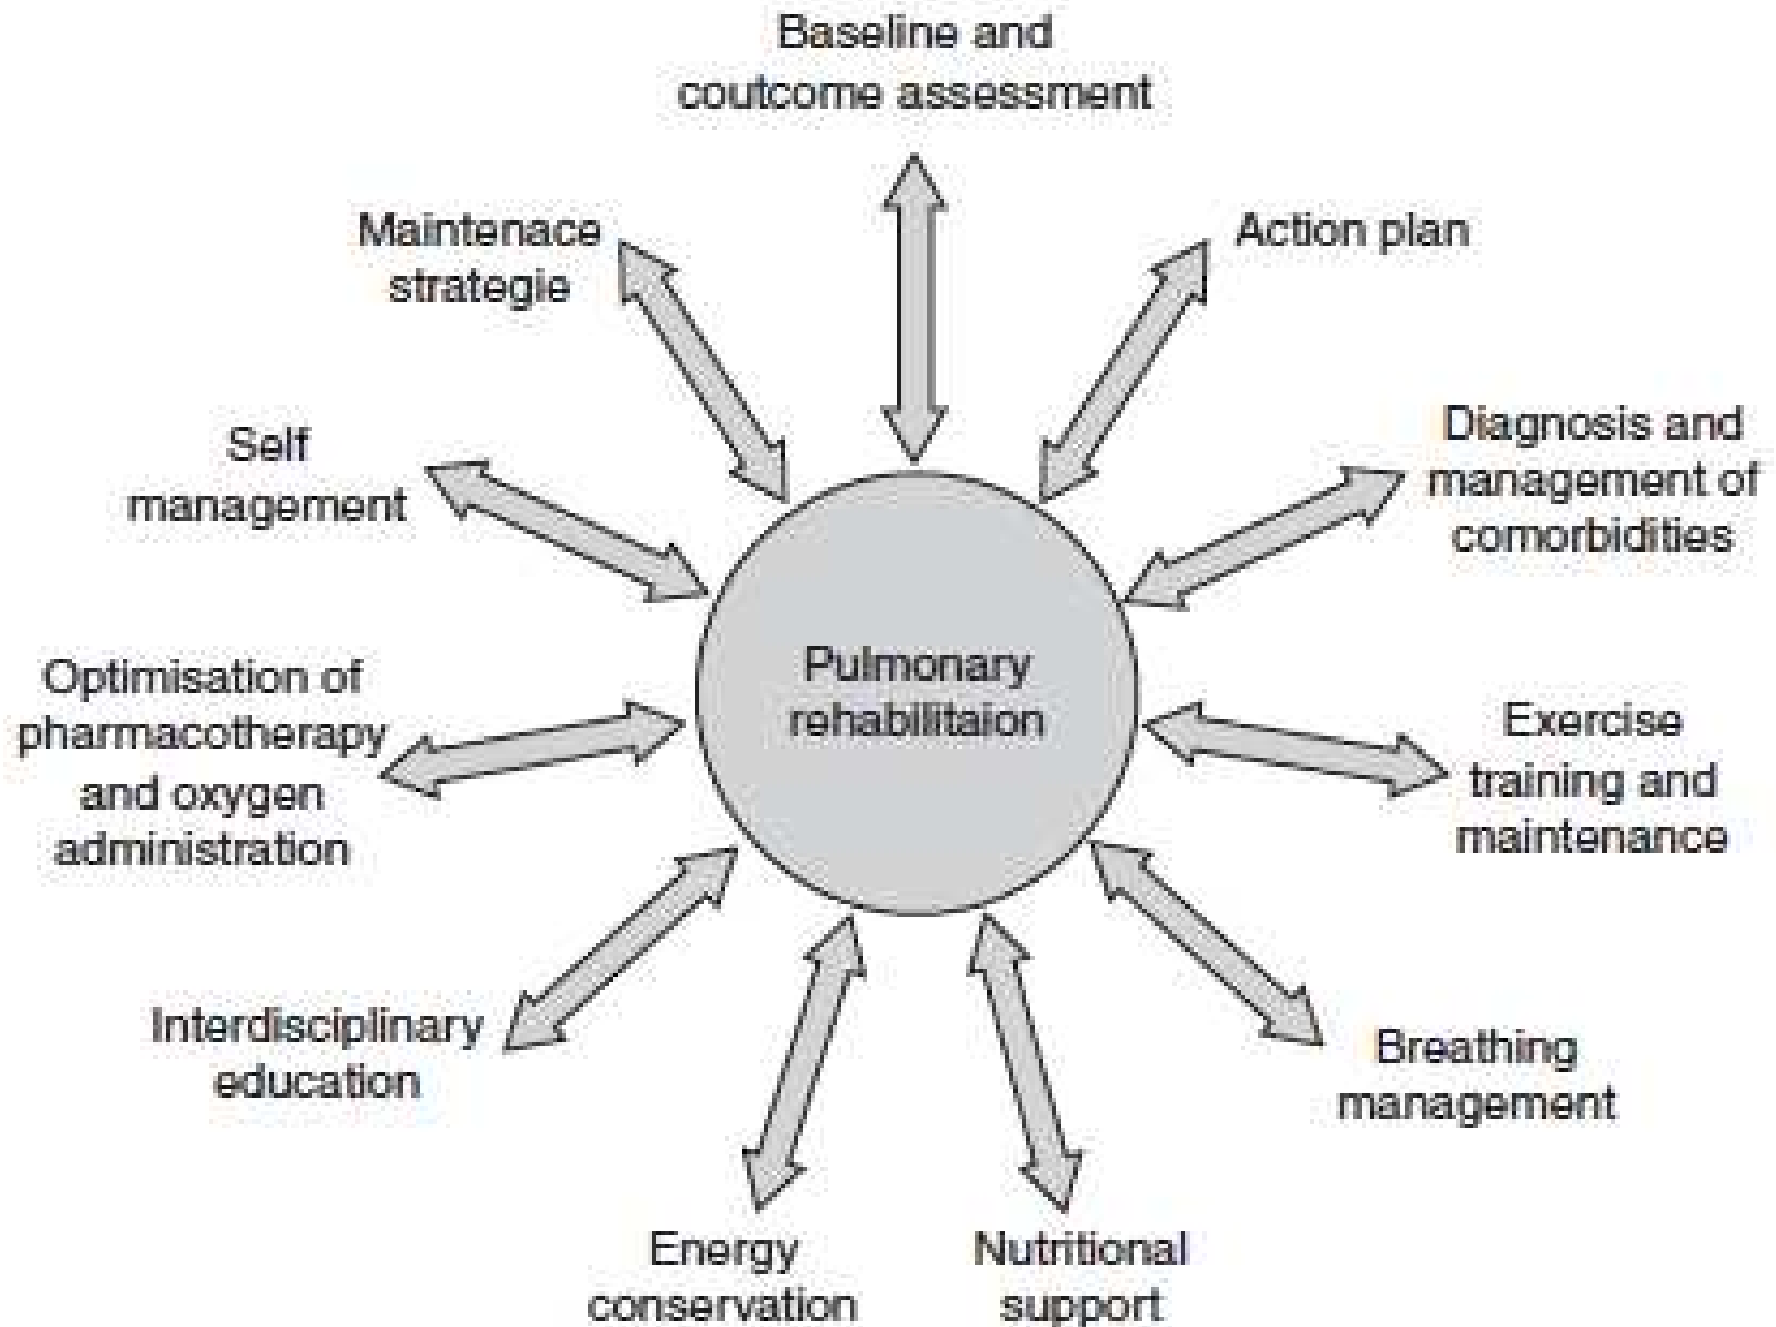 Baseline and
coutcome assessment
Action plan
Diagnosis and
management of
comorbidities
Exercise
training and
maintenance
Breathing
management
Nutritional
support
Energy
conservation
Interdisciplinary
education
Optimisation of
pharmacotherapy
and oxygen
administration
Self
management
Maintenace
strategie
Pulmonary
rehabilitaion